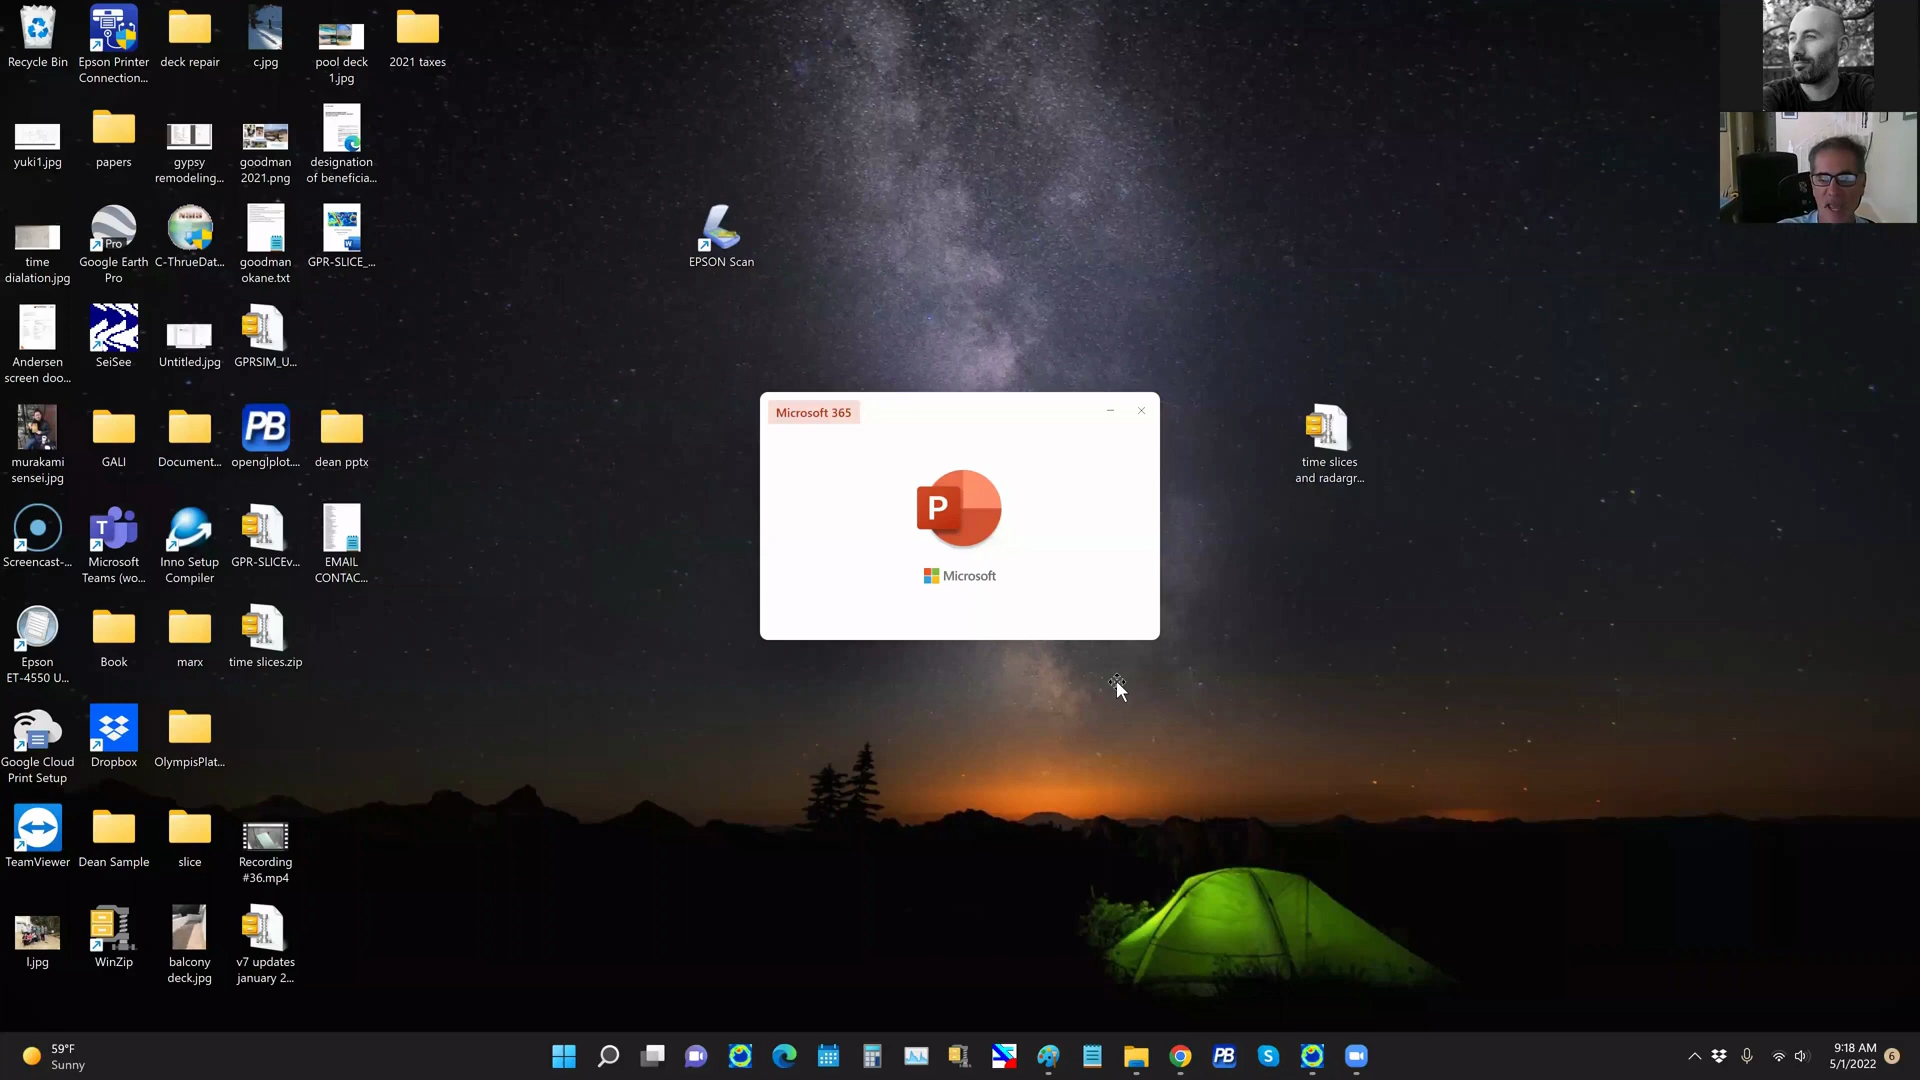 Recycle Bin
Epson Printer
Connection...
deck repair
c.jpg
pool deck
1.jpg
2021 taxes
yuki1.jpg
papers
gypsy
remodeling...
goodman
2021.png
designation
of beneficia...
time
dialation.jpg
Pro
Google Earth
Pro
C-ThrueDat...
goodman
okane.txt
GPR-SLICE_...
EPSON Scan
Andersen
screen doo...
SeiSee
Untitled.jpg
GPRSIM_U...
Microsoft 365
P
Microsoft
murakami
sensei.jpg
GALI
Document...
PB
openglplot....
dean pptx
time slices
and radargr...
Screencast-...
T
Microsoft
Teams (wo...
Inno Setup
Compiler
GPR-SLICEv...
EMAIL
CONTAC...
Epson
ET-4550 U...
Book
marx
time slices.zip
Google Cloud
Print Setup
Dropbox
OlympisPlat...
TeamViewer
Dean Sample
slice
Recording
#36.mp4
l.jpg
WinZip
balcony
deck.jpg
v7 updates
january 2...
59°F
Sunny
PB
S
9:18 AM
5/1/2022
6